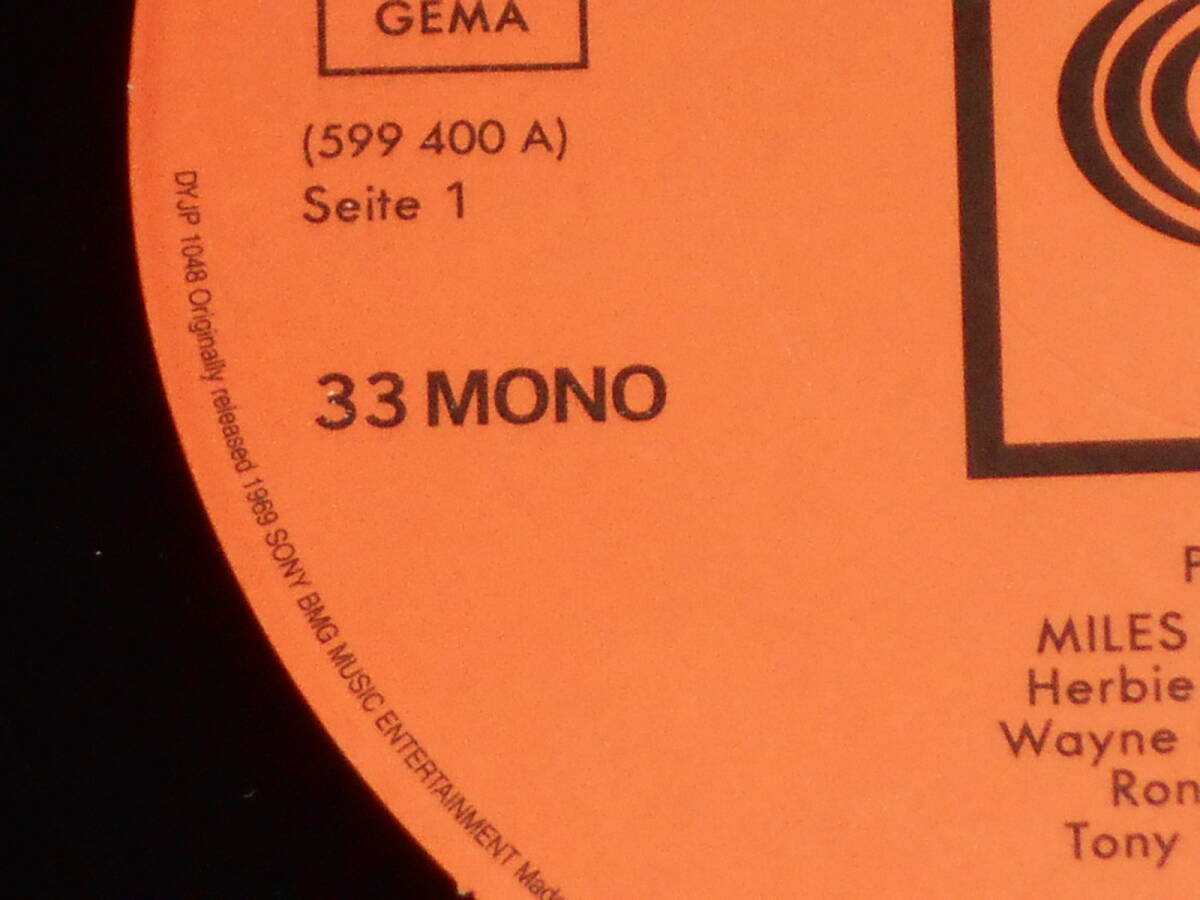 GEMA
(599 400 A)
Seite 1
33 MONO
DYJP 1048 Originally released 1969 SONY BMG MUSIC ENTERTAINMENT Made
P
MILES
Herbie
Wayne
Ron
Tony